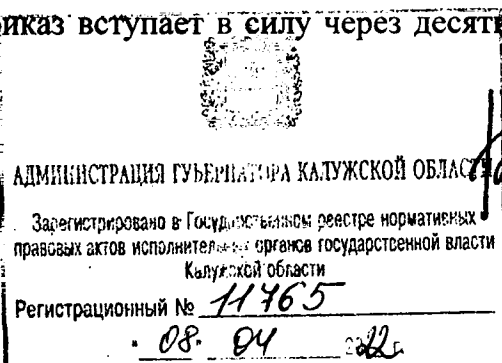 иказ вступает в силу через десят
АДМИНИСТРАЦИЯ ГУБЕРНАТОРА КАЛУЖСКОЙ ОБЛАСТИ
Зарегистрировано в Государственном реестре нормативных
правовых актов исполнительных органов государственной власти
Калужской области
Регистрационный № 11765
08. 04 2022г.